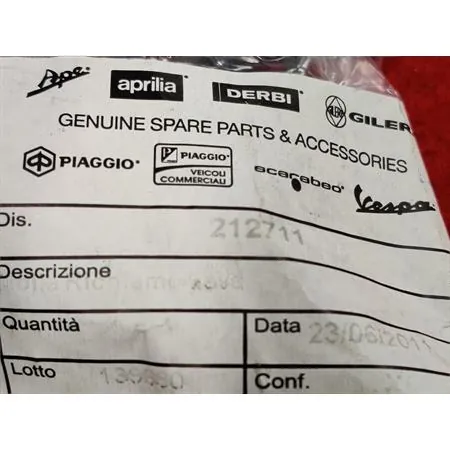 Ape aprilia DERBI GILER
GENUINE SPARE PARTS & ACCESSORIES
PIAGGIO PIAGGIO VEICOLI COMMERCIALI scarabeo Vespa
Dis. 212711
Descrizione
Quantità Data 23/06/2011
Lotto Conf.